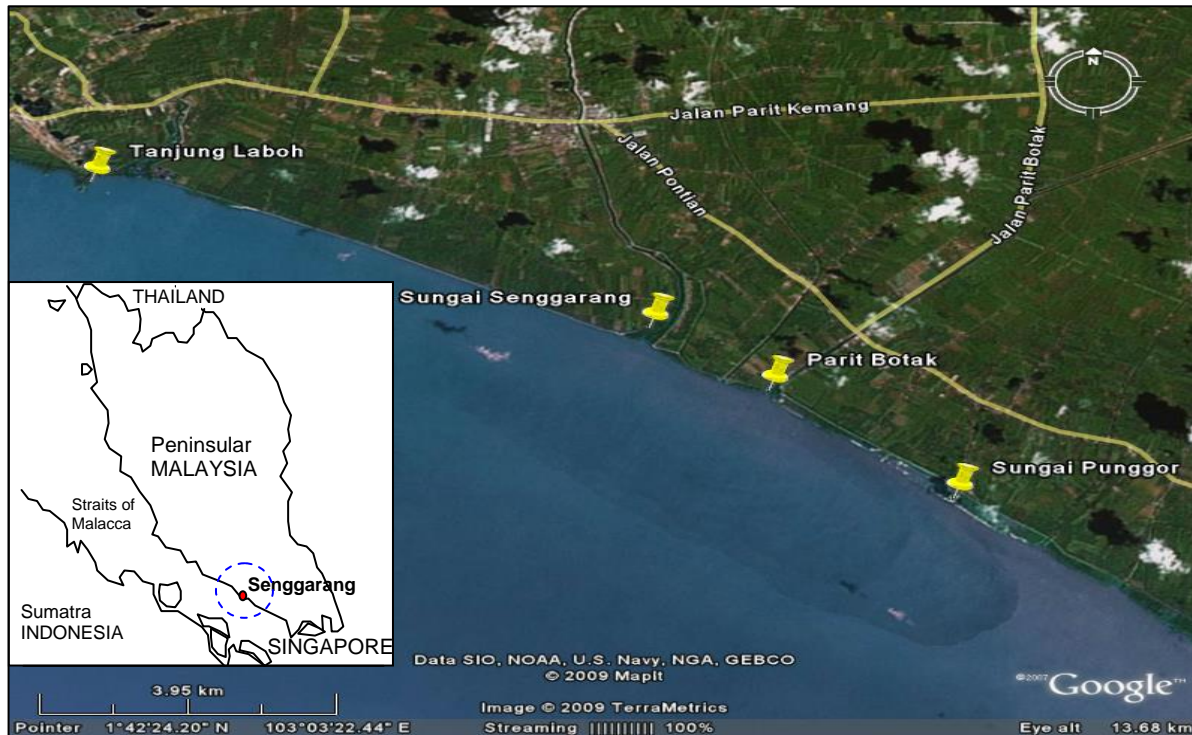 N
Jalan Parit Kemang
Tanjung Laboh
Jalan Pontian
Jalan Parit Botak
Sungai Senggarang
Parit Botak
Sungai Punggor
THAILAND
Peninsular
MALAYSIA
Straits of
Malacca
Senggarang
Sumatra
INDONESIA
SINGAPORE
Data SIO, NOAA, U.S. Navy, NGA, GEBCO
© 2009 MapIt
3.95 km
Image © 2009 TerraMetrics
©2007 Google™
Pointer 1°42'24.20" N 103°03'22.44" E Streaming |||||||||| 100% Eye alt 13.68 km